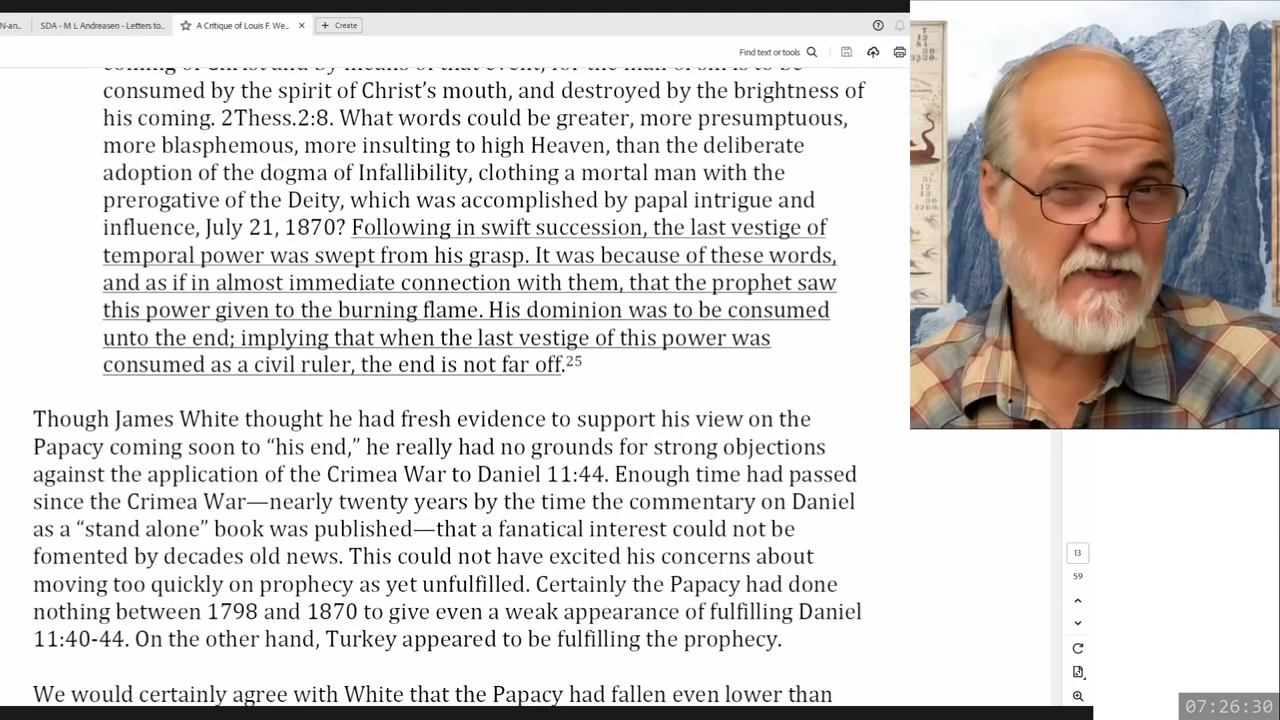 N-an..
SDA - M L Andreasen - Letters to..
A Critique of Louis F. We...
Create
Find text or tools
consumed by the spirit of Christ’s mouth, and destroyed by the brightness of
his coming. 2Thess.2:8. What words could be greater, more presumptuous,
more blasphemous, more insulting to high Heaven, than the deliberate
adoption of the dogma of Infallibility, clothing a mortal man with the
prerogative of the Deity, which was accomplished by papal intrigue and
influence, July 21, 1870? Following in swift succession, the last vestige of
temporal power was swept from his grasp. It was because of these words,
and as if in almost immediate connection with them, that the prophet saw
this power given to the burning flame. His dominion was to be consumed
unto the end; implying that when the last vestige of this power was
consumed as a civil ruler, the end is not far off.25
Though James White thought he had fresh evidence to support his view on the
Papacy coming soon to “his end,” he really had no grounds for strong objections
against the application of the Crimea War to Daniel 11:44. Enough time had passed
since the Crimea War—nearly twenty years by the time the commentary on Daniel
as a “stand alone” book was published—that a fanatical interest could not be
fomented by decades old news. This could not have excited his concerns about
moving too quickly on prophecy as yet unfulfilled. Certainly the Papacy had done
nothing between 1798 and 1870 to give even a weak appearance of fulfilling Daniel
11:40-44. On the other hand, Turkey appeared to be fulfilling the prophecy.
We would certainly agree with White that the Papacy had fallen even lower than
13
59
07:26:30